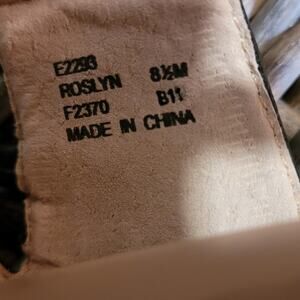 E2293
ROSLYN 8½M
F2370 B11
MADE IN CHINA